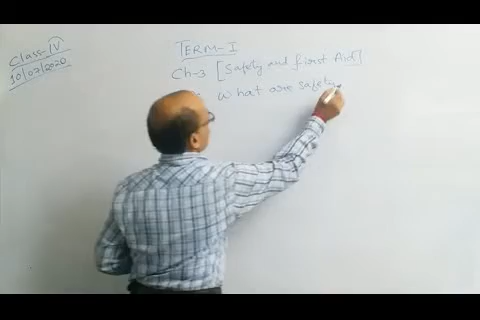 Class-IV
10/07/2020
TERM-I
Ch-3 [Safety and first Aid]
What are safety